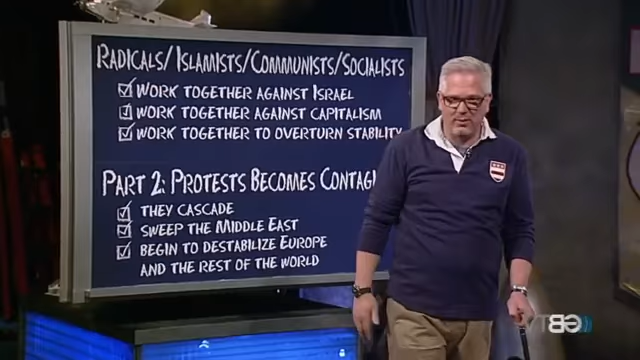 RADICALS/ISLAMISTS/COMMUNISTS/SOCIALISTS
WORK TOGETHER AGAINST ISRAEL
WORK TOGETHER AGAINST CAPITALISM
WORK TOGETHER TO OVERTURN STABILITY
PART 2: PROTESTS BECOMES
THEY CASCADE
SWEEP THE MIDDLE EAST
BEGIN TO DESTABILIZE EUROPE
AND THE REST OF THE WORLD